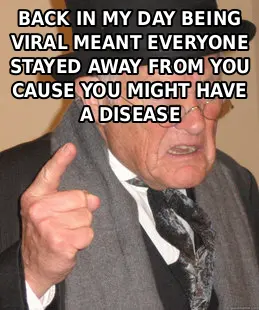 BACK IN MY DAY BEING
VIRAL MEANT EVERYONE
STAYED AWAY FROM YOU
CAUSE YOU MIGHT HAVE
A DISEASE